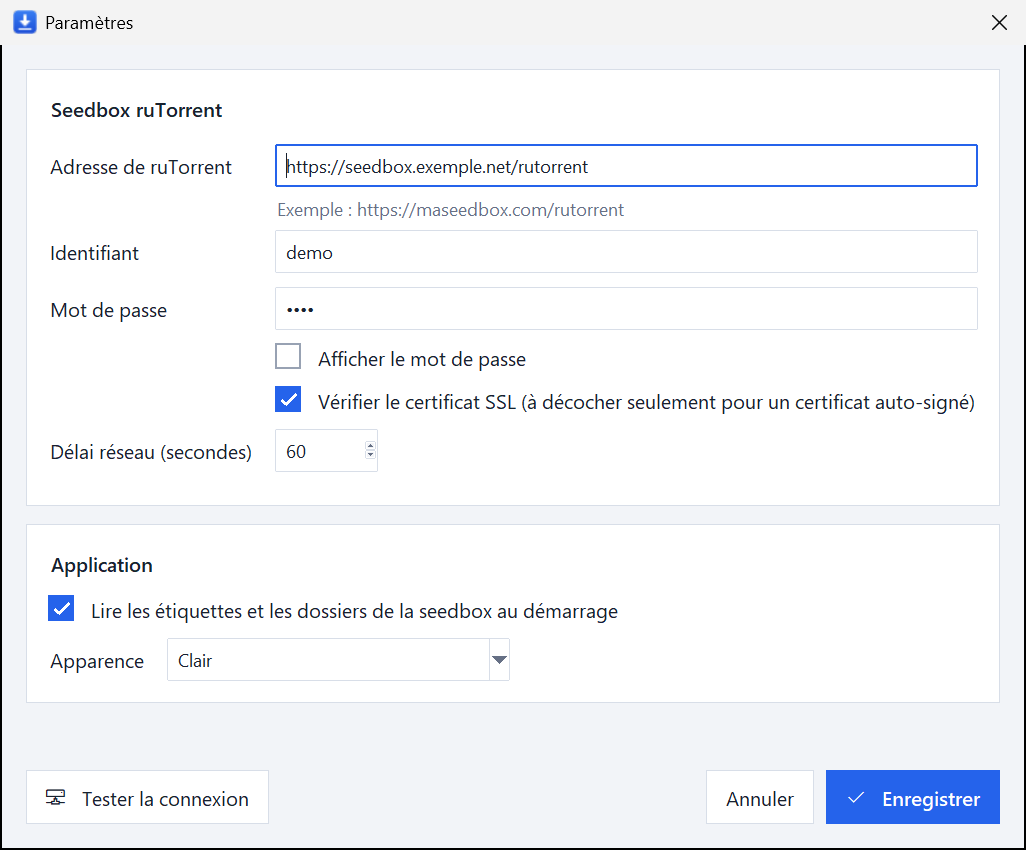 Paramètres
Seedbox ruTorrent
Adresse de ruTorrent
https://seedbox.exemple.net/rutorrent
Exemple : https://maseedbox.com/rutorrent
Identifiant
demo
Mot de passe
••••
Afficher le mot de passe
Vérifier le certificat SSL (à décocher seulement pour un certificat auto-signé)
Délai réseau (secondes)
60
Application
Lire les étiquettes et les dossiers de la seedbox au démarrage
Apparence
Clair
Tester la connexion
Annuler
Enregistrer